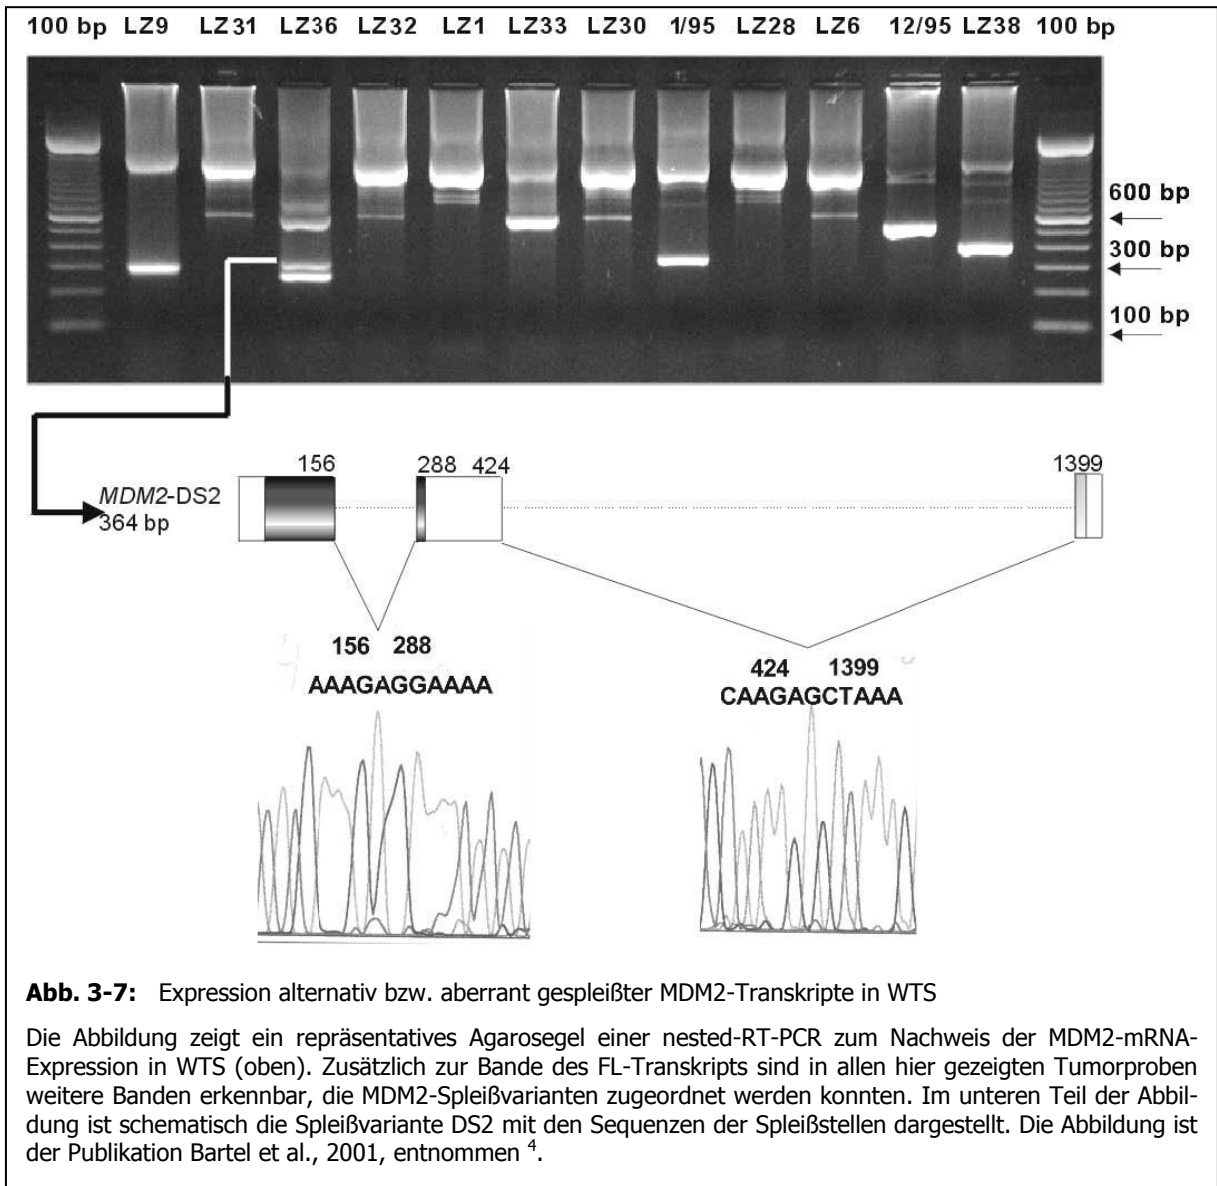 100 bp LZ9 LZ31 LZ36 LZ32 LZ1 LZ33 LZ30 1/95 LZ28 LZ6 12/95 LZ38 100 bp
600 bp
300 bp
100 bp
156 288 424 1399
MDM2-DS2
364 bp
156 288
AAAGAGGAAAA
424 1399
CAAGAGCTAAA
Abb. 3-7: Expression alternativ bzw. aberrant gespleißter MDM2-Transkripte in WTS
Die Abbildung zeigt ein repräsentatives Agarosegel einer nested-RT-PCR zum Nachweis der MDM2-mRNA-
Expression in WTS (oben). Zusätzlich zur Bande des FL-Transkripts sind in allen hier gezeigten Tumorproben
weitere Banden erkennbar, die MDM2-Spleißvarianten zugeordnet werden konnten. Im unteren Teil der Abbil-
dung ist schematisch die Spleißvariante DS2 mit den Sequenzen der Spleißstellen dargestellt. Die Abbildung ist
der Publikation Bartel et al., 2001, entnommen 4.